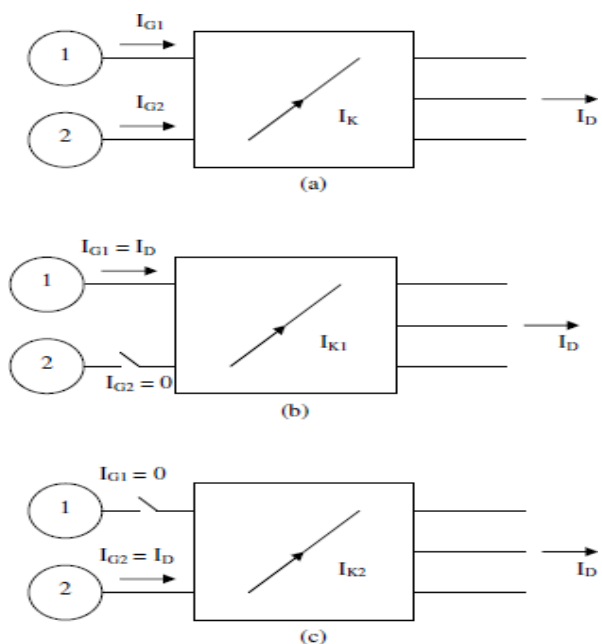 I_G1
1
I_G2
2
I_K
I_D
(a)
I_G1 = I_D
1
2
I_G2 = 0
I_K1
I_D
(b)
I_G1 = 0
1
I_G2 = I_D
2
I_K2
I_D
(c)